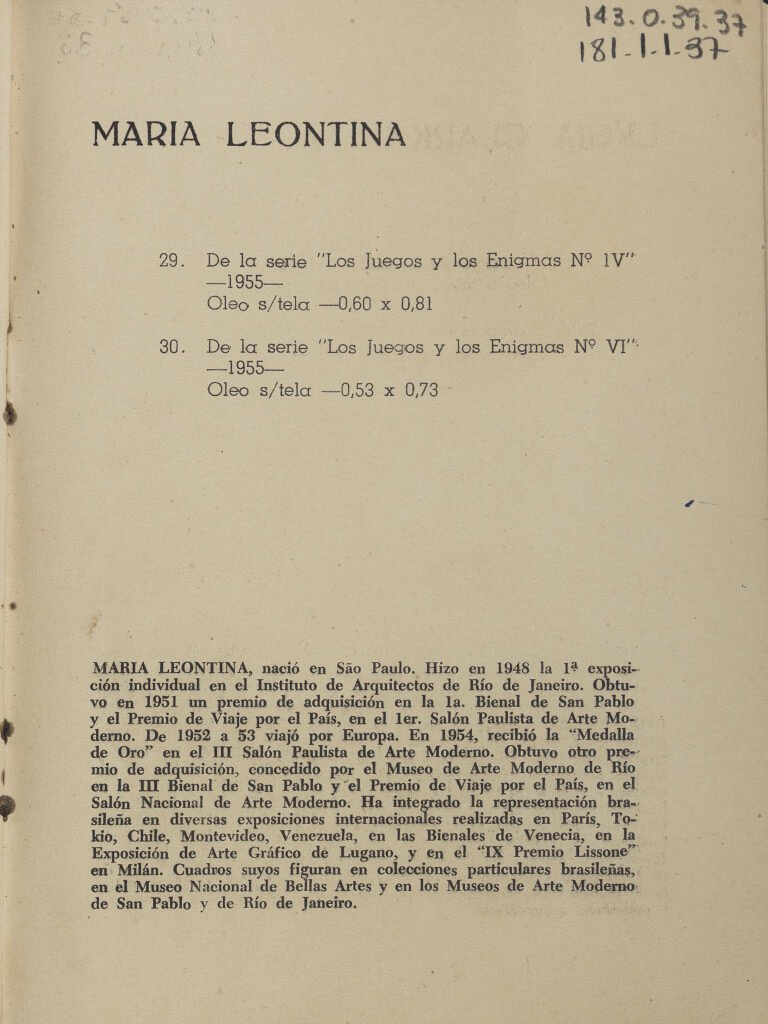 143.0.39.37
181-1-1-37
MARIA LEONTINA
29. De la serie "Los Juegos y los Enigmas Nº IV"
—1955—
Oleo s/tela —0,60 x 0,81
30. De la serie "Los Juegos y los Enigmas Nº VI"
—1955—
Oleo s/tela —0,53 x 0,73
MARIA LEONTINA, nació en São Paulo. Hizo en 1948 la 1ª exposi-
ción individual en el Instituto de Arquitectos de Río de Janeiro. Obtu-
vo en 1951 un premio de adquisición en la 1a. Bienal de San Pablo
y el Premio de Viaje por el País, en el 1er. Salón Paulista de Arte Mo-
derno. De 1952 a 53 viajó por Europa. En 1954, recibió la "Medalla
de Oro" en el III Salón Paulista de Arte Moderno. Obtuvo otro pre-
mio de adquisición, concedido por el Museo de Arte Moderno de Río
en la III Bienal de San Pablo y el Premio de Viaje por el País, en el
Salón Nacional de Arte Moderno. Ha integrado la representación bra-
sileña en diversas exposiciones internacionales realizadas en París, To-
kio, Chile, Montevideo, Venezuela, en las Bienales de Venecia, en la
Exposición de Arte Gráfico de Lugano, y en el "IX Premio Lissone"
en Milán. Cuadros suyos figuran en colecciones particulares brasileñas,
en el Museo Nacional de Bellas Artes y en los Museos de Arte Moderno
de San Pablo y de Río de Janeiro.